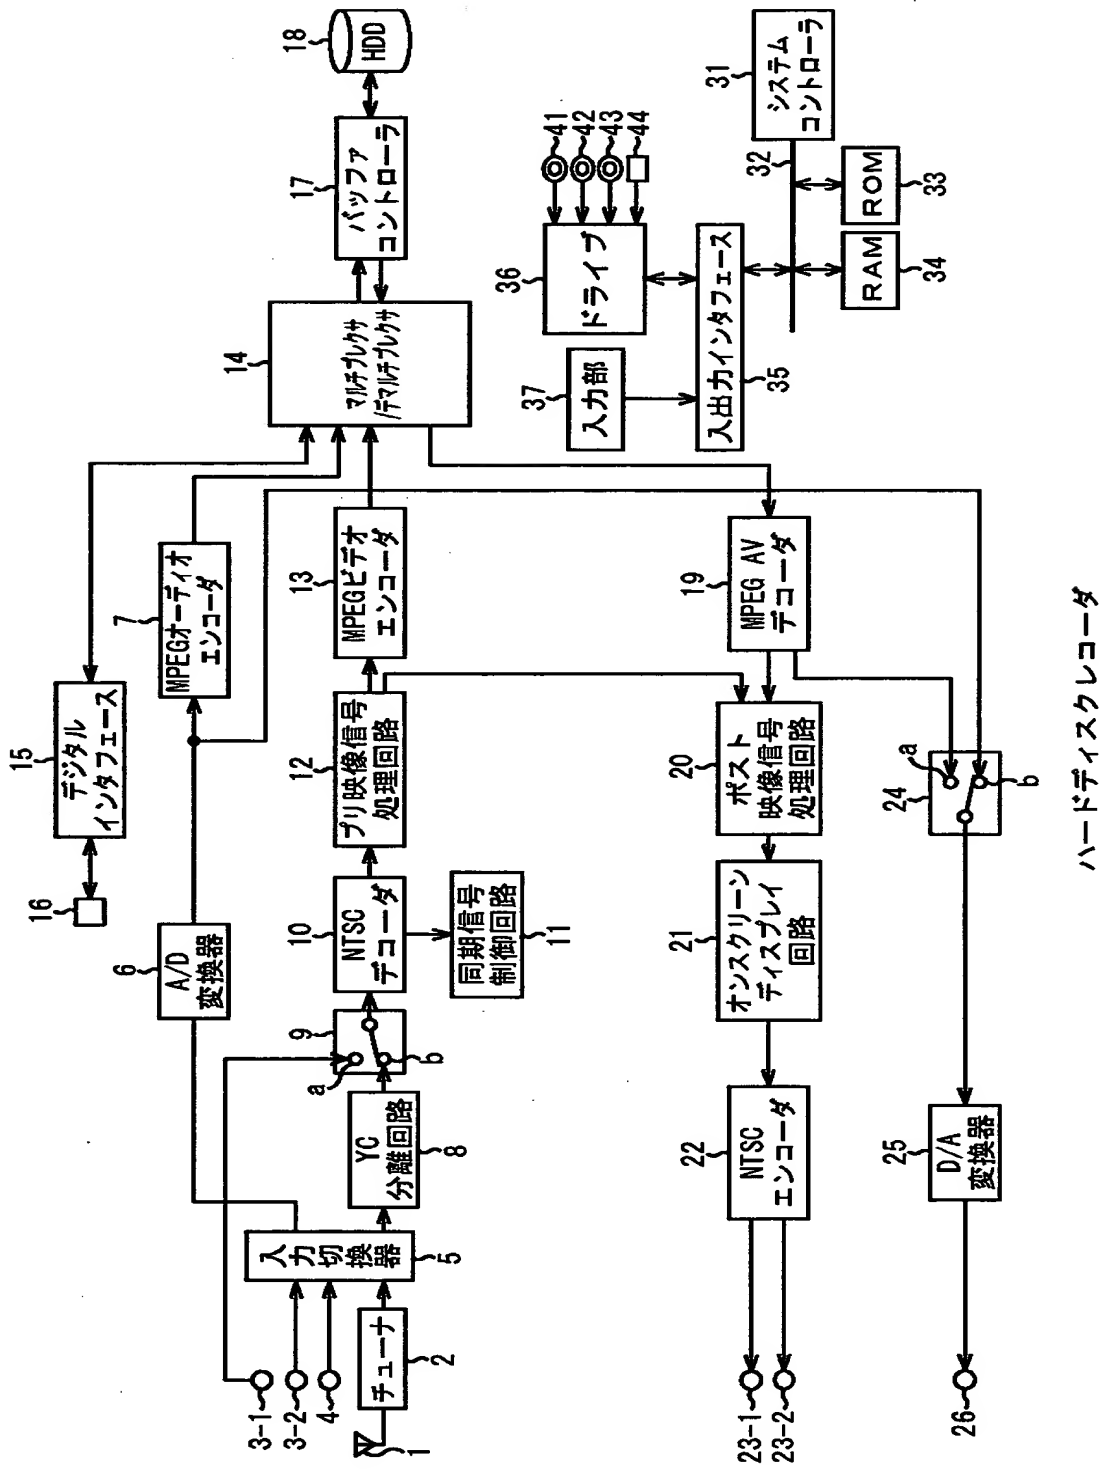 1
チューナ
2
3-1
3-2
4
入力切換器
5
A/D
変換器
6
MPEGオーディオ
エンコーダ
7
YC
分離回路
8
9
a
b
NTSC
デコーダ
10
同期信号
制御回路
11
プリ映像信号
処理回路
12
MPEGビデオ
エンコーダ
13
マルチプレクサ
/デマルチプレクサ
14
デジタル
インタフェース
15
16
バッファ
コントローラ
17
HDD
18
MPEG AV
デコーダ
19
ポスト
映像信号
処理回路
20
オンスクリーン
ディスプレイ
回路
21
NTSC
エンコーダ
22
23-1
23-2
24
a
b
D/A
変換器
25
26
システム
コントローラ
31
32
ROM
33
RAM
34
入出力インタフェース
35
ドライブ
36
入力部
37
41
42
43
44
ハードディスクレコーダ